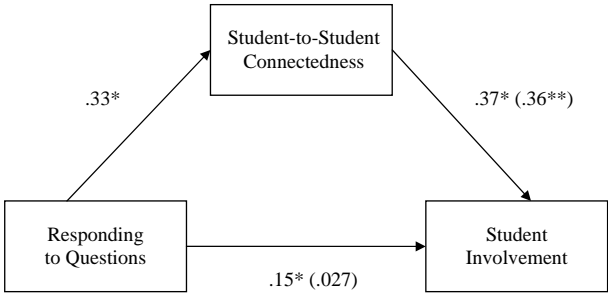 Student-to-Student
Connectedness
.33*
.37* (.36**)
Responding
to Questions
Student
Involvement
.15* (.027)